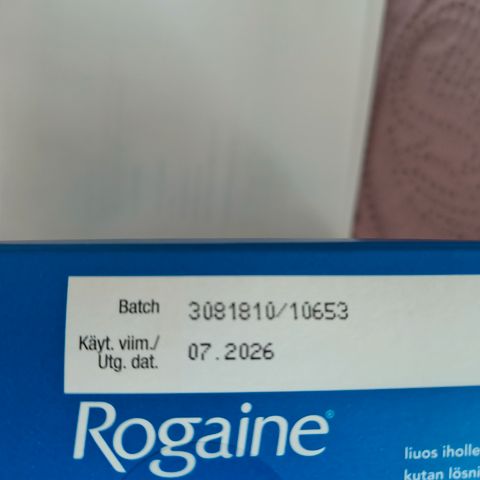 Batch 3081810/10653
Käyt. viim./
Utg. dat. 07.2026
Rogaine®
liuos iholle
kutan lösni